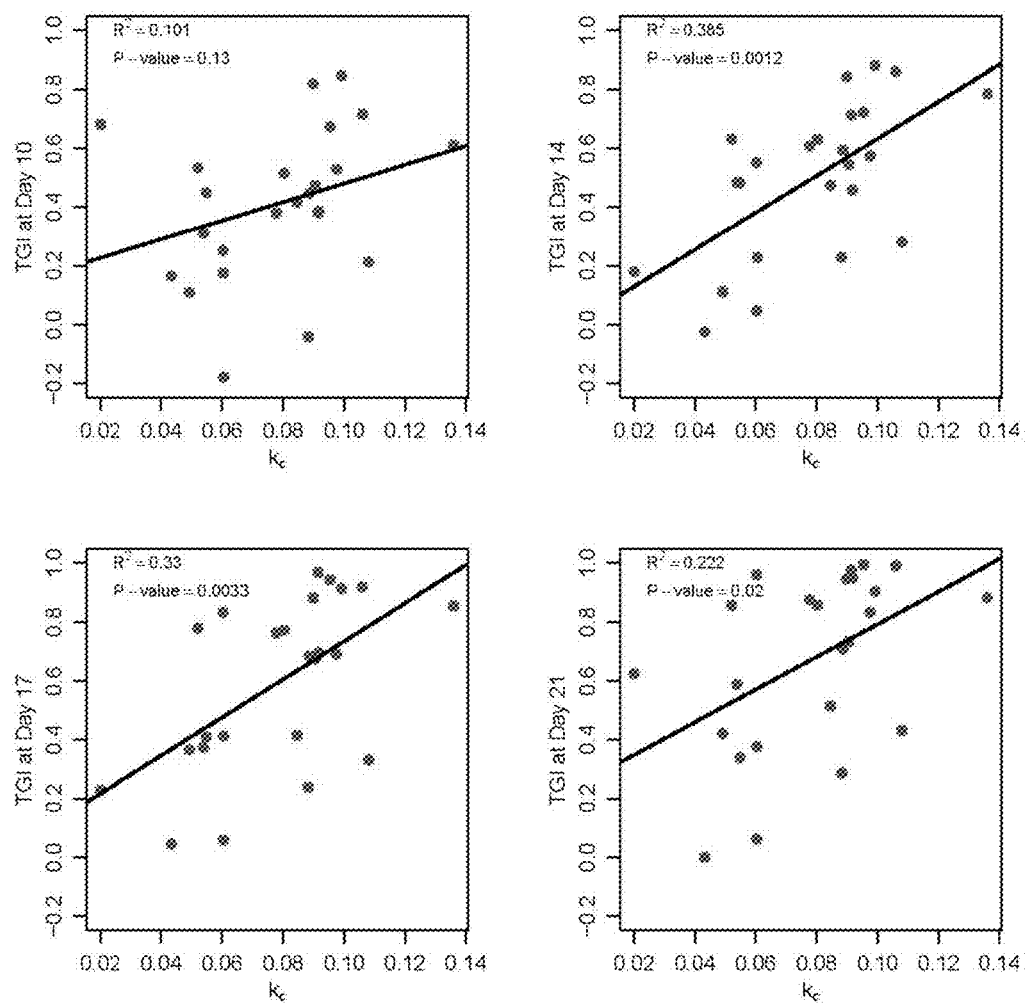 R² = 0.101
P − value = 0.13
TGI at Day 10
1.0
0.8
0.6
0.4
0.2
0.0
−0.2
0.02 0.04 0.06 0.08 0.10 0.12 0.14
kc
R² = 0.385
P − value = 0.0012
TGI at Day 14
1.0
0.8
0.6
0.4
0.2
0.0
−0.2
0.02 0.04 0.06 0.08 0.10 0.12 0.14
kc
R² = 0.33
P − value = 0.0033
TGI at Day 17
1.0
0.8
0.6
0.4
0.2
0.0
−0.2
0.02 0.04 0.06 0.08 0.10 0.12 0.14
kc
R² = 0.222
P − value = 0.02
TGI at Day 21
1.0
0.8
0.6
0.4
0.2
0.0
−0.2
0.02 0.04 0.06 0.08 0.10 0.12 0.14
kc